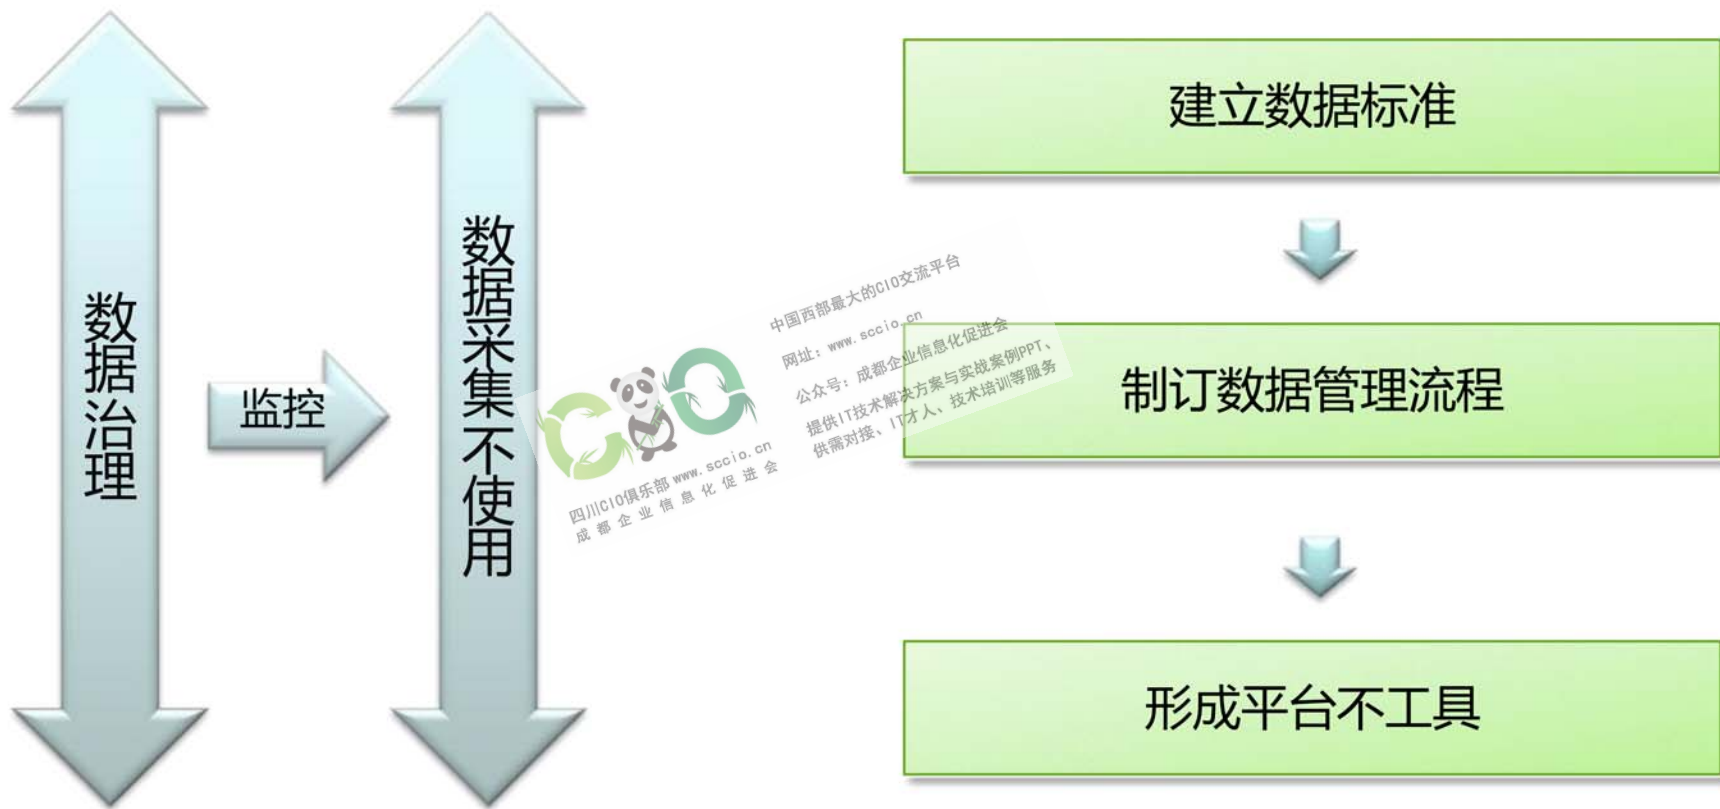 数据治理
监控
数据采集不使用
建立数据标准
制订数据管理流程
形成平台不工具
CIO
四川CIO俱乐部 www.sccio.cn
成都企业信息化促进会
中国西部最大的CIO交流平台
网址：www.sccio.cn
公众号：成都企业信息化促进会
提供IT技术解决方案与实战案例PPT、
供需对接、IT才人、技术培训等服务